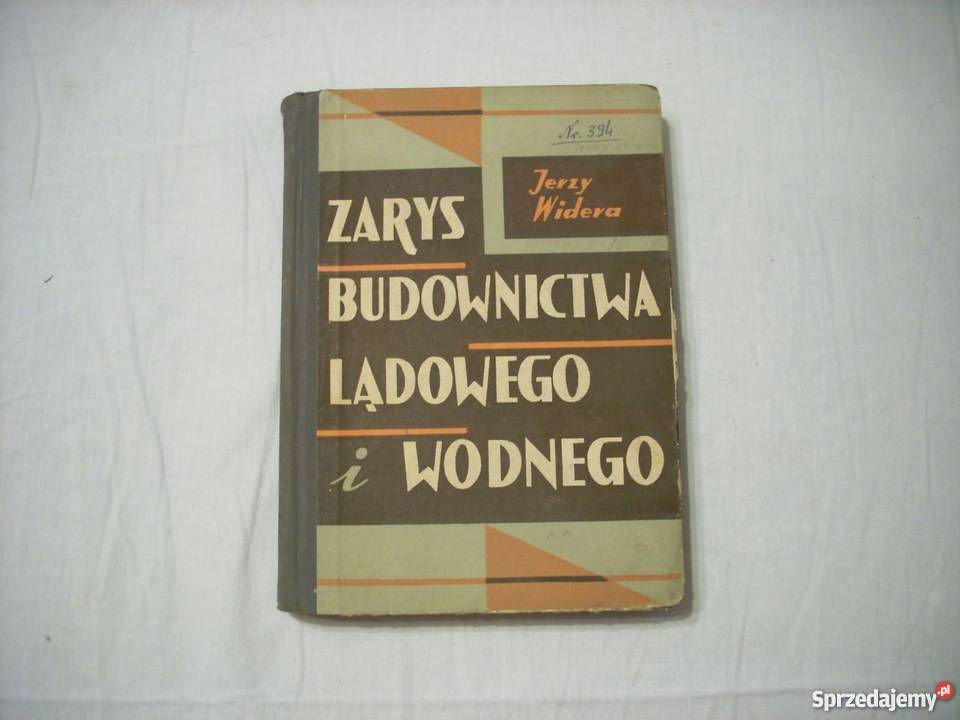 Nr. 394
Jerzy
Widera
ZARYS
BUDOWNICTWA
LĄDOWEGO
i WODNEGO
Sprzedajemy.pl